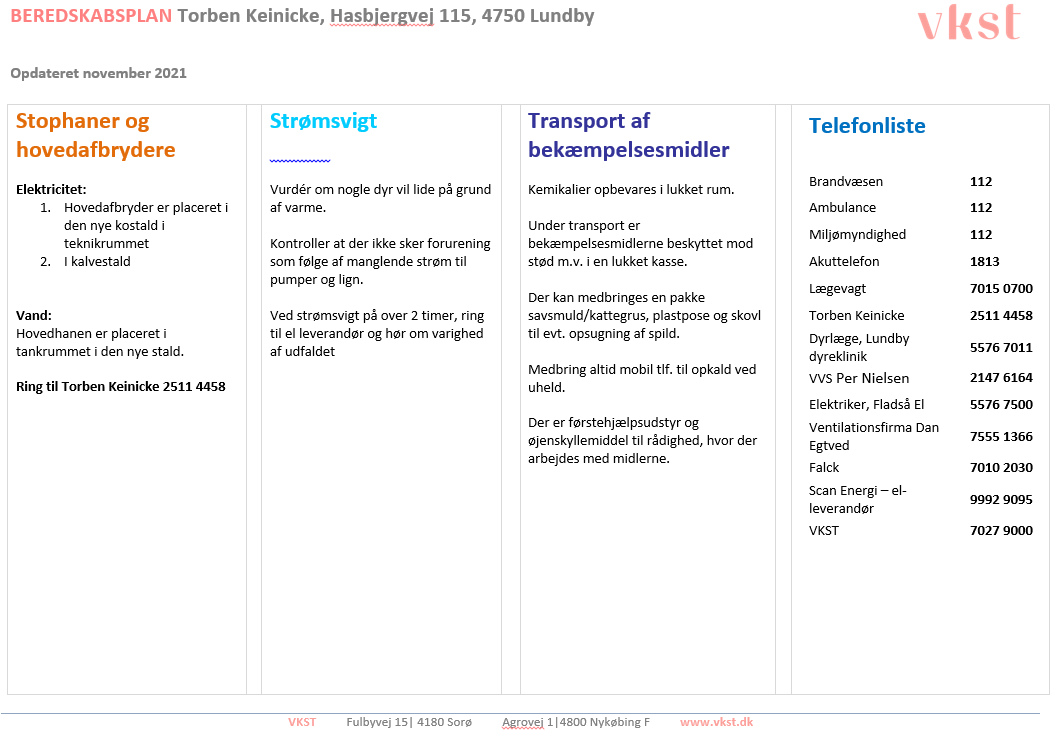 BEREDSKABSPLAN Torben Keinicke, Hasbjergvej 115, 4750 Lundby
vkst
Opdateret november 2021
Stophaner og
hovedafbrydere
Elektricitet:
1. Hovedafbryder er placeret i
den nye kostald i
teknikrummet
2. I kalvestald
Vand:
Hovedhanen er placeret i
tankrummet i den nye stald.
Ring til Torben Keinicke 2511 4458
Strømsvigt
Vurdér om nogle dyr vil lide på grund
af varme.
Kontroller at der ikke sker forurening
som følge af manglende strøm til
pumper og lign.
Ved strømsvigt på over 2 timer, ring
til el leverandør og hør om varighed
af udfaldet
Transport af
bekæmpelsesmidler
Kemikalier opbevares i lukket rum.
Under transport er
bekæmpelsesmidlerne beskyttet mod
stød m.v. i en lukket kasse.
Der kan medbringes en pakke
savsmuld/kattegrus, plastpose og skovl
til evt. opsugning af spild.
Medbring altid mobil tlf. til opkald ved
uheld.
Der er førstehjælpsudstyr og
øjenskyllemiddel til rådighed, hvor der
arbejdes med midlerne.
Telefonliste
Brandvæsen 112
Ambulance 112
Miljømyndighed 112
Akuttelefon 1813
Lægevagt 7015 0700
Torben Keinicke 2511 4458
Dyrlæge, Lundby
dyreklinik 5576 7011
VVS Per Nielsen 2147 6164
Elektriker, Fladså El 5576 7500
Ventilationsfirma Dan
Egtved 7555 1366
Falck 7010 2030
Scan Energi – el-
leverandør 9992 9095
VKST 7027 9000
VKST Fulbyvej 15| 4180 Sorø Agrovej 1|4800 Nykøbing F www.vkst.dk